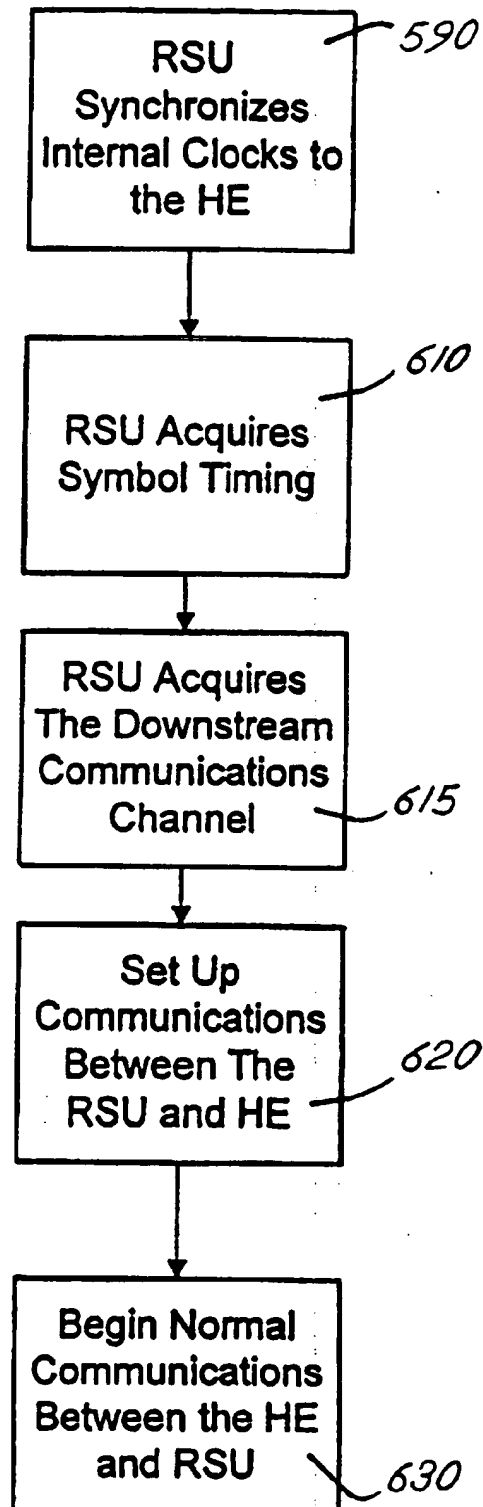 590
RSU
Synchronizes
Internal Clocks to
the HE
610
RSU Acquires
Symbol Timing
RSU Acquires
The Downstream
Communications
Channel
615
Set Up
Communications
Between The
RSU and HE
620
Begin Normal
Communications
Between the HE
and RSU
630